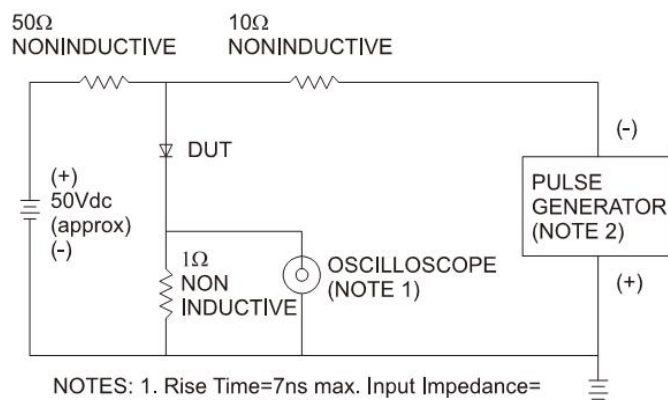 50Ω
NONINDUCTIVE
10Ω
NONINDUCTIVE
DUT
(+)
50Vdc
(approx)
(-)
1Ω
NON
INDUCTIVE
OSCILLOSCOPE
(NOTE 1)
(-)
PULSE
GENERATOR
(NOTE 2)
(+)
NOTES: 1. Rise Time=7ns max. Input Impedance=